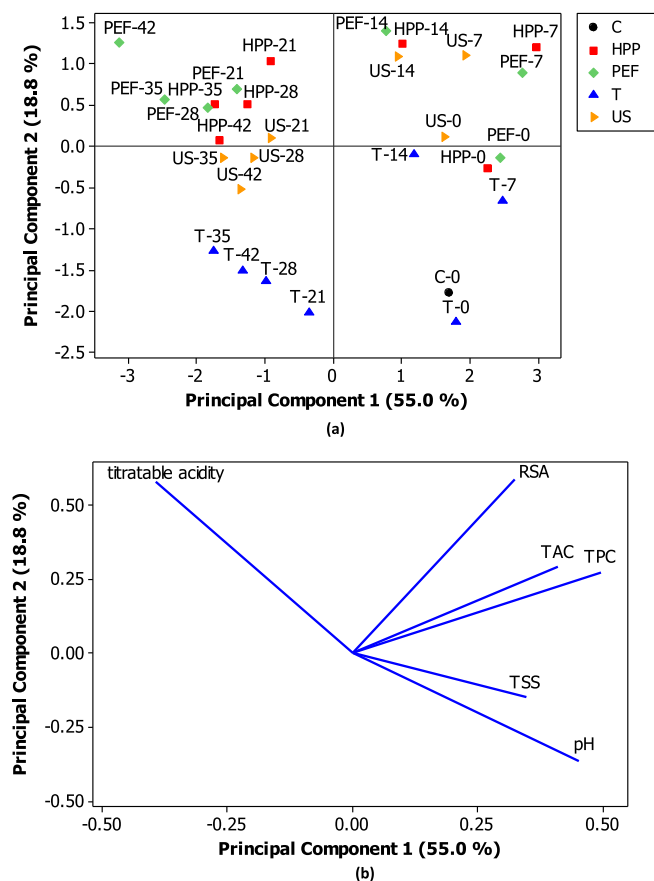 PEF-42
HPP-21
PEF-14
HPP-14
HPP-7
US-7
PEF-7
US-14
PEF-21
PEF-35
HPP-35
HPP-28
PEF-28
HPP-42
US-21
US-35
US-28
US-42
US-0
PEF-0
T-14
HPP-0
T-7
T-35
T-42
T-28
T-21
C-0
T-0
C
HPP
PEF
T
US
1.5
1.0
0.5
0.0
-0.5
-1.0
-1.5
-2.0
-2.5
Principal Component 2 (18.8 %)
-3 -2 -1 0 1 2 3
Principal Component 1 (55.0 %)
(a)
titratable acidity
RSA
TAC
TPC
TSS
pH
0.50
0.25
0.00
-0.25
-0.50
Principal Component 2 (18.8 %)
-0.50 -0.25 0.00 0.25 0.50
Principal Component 1 (55.0 %)
(b)